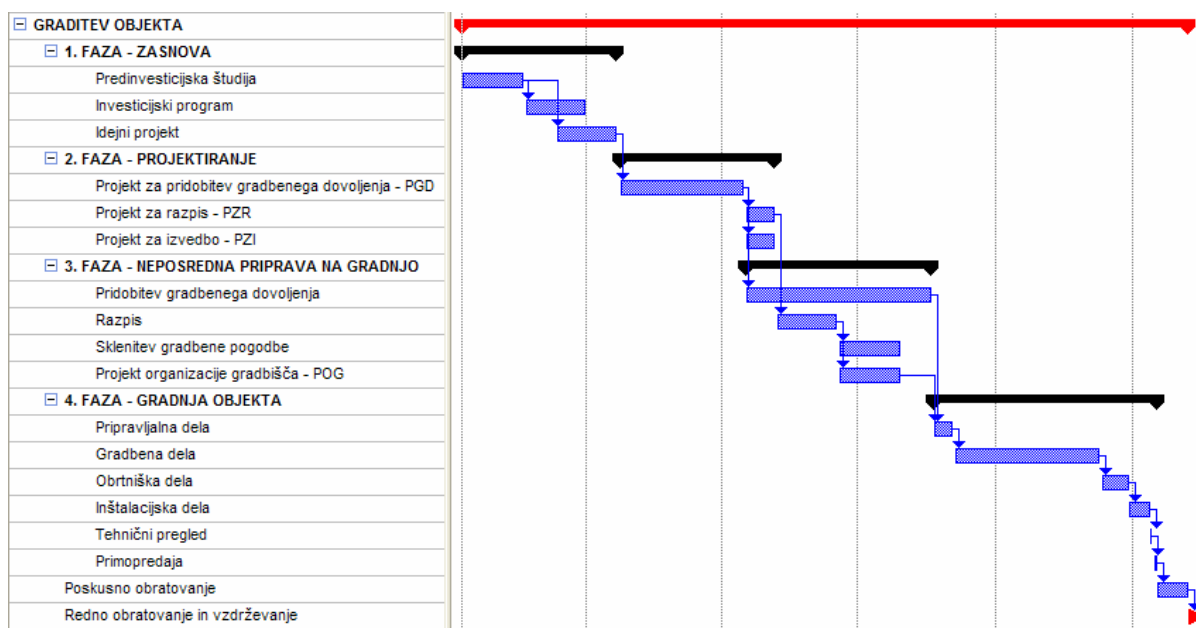 GRADITEV OBJEKTA
1. FAZA - ZASNOVA
Predinvesticijska študija
Investicijski program
Idejni projekt
2. FAZA - PROJEKTIRANJE
Projekt za pridobitev gradbenega dovoljenja - PGD
Projekt za razpis - PZR
Projekt za izvedbo - PZI
3. FAZA - NEPOSREDNA PRIPRAVA NA GRADNJO
Pridobitev gradbenega dovoljenja
Razpis
Sklenitev gradbene pogodbe
Projekt organizacije gradbišča - POG
4. FAZA - GRADNJA OBJEKTA
Pripravljalna dela
Gradbena dela
Obrtniška dela
Inštalacijska dela
Tehnični pregled
Primopredaja
Poskusno obratovanje
Redno obratovanje in vzdrževanje